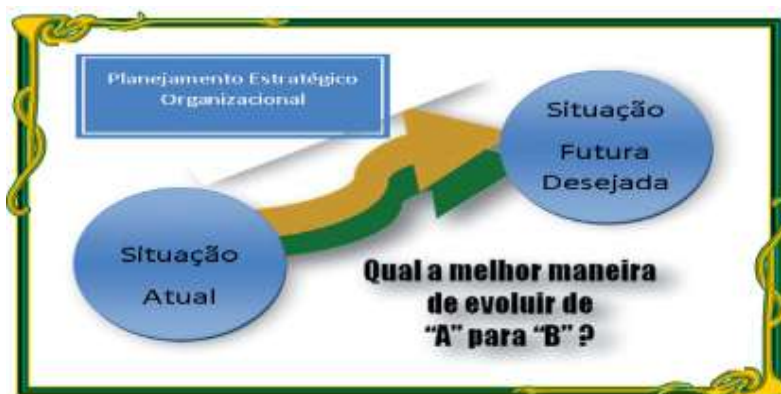 Planejamento Estratégico
Organizacional
Situação
Futura
Desejada
Situação
Atual
Qual a melhor maneira
de evoluir de
“A” para “B” ?